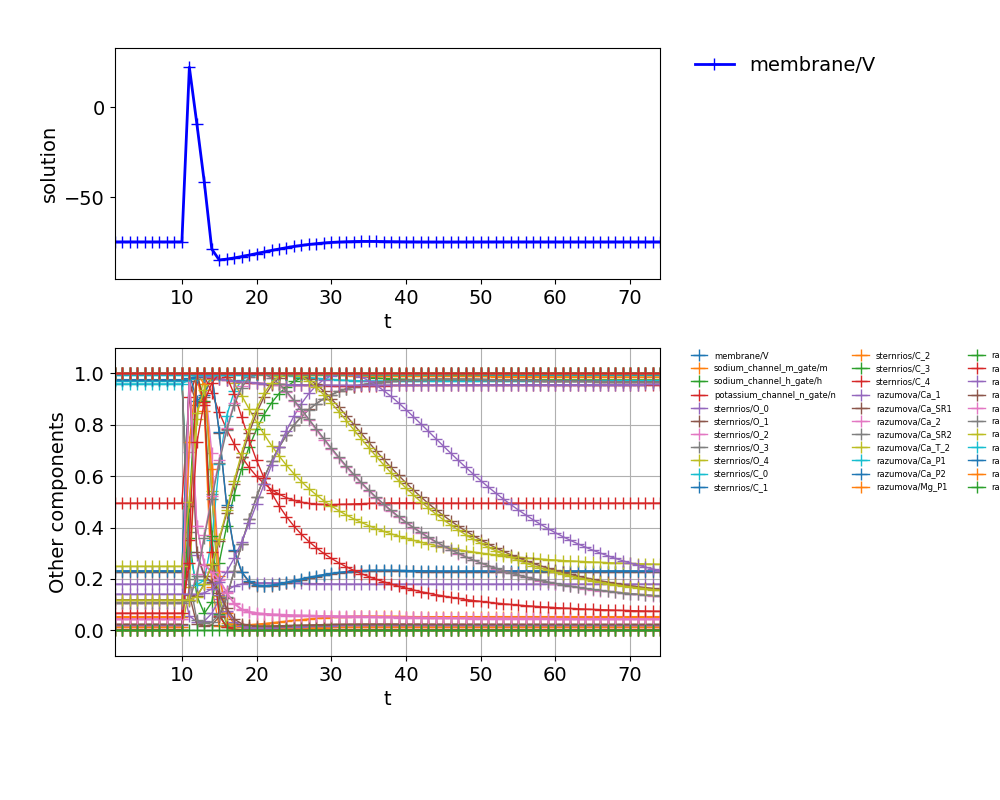 membrane/V
0
−50
solution
10 20 30 40 50 60 70
t
1.0
0.8
0.6
0.4
0.2
0.0
Other components
10 20 30 40 50 60 70
t
membrane/V
sodium_channel_m_gate/m
sodium_channel_h_gate/h
potassium_channel_n_gate/n
sternrios/O_0
sternrios/O_1
sternrios/O_2
sternrios/O_3
sternrios/O_4
sternrios/C_0
sternrios/C_1
sternrios/C_2
sternrios/C_3
sternrios/C_4
razumova/Ca_1
razumova/Ca_SR1
razumova/Ca_2
razumova/Ca_SR2
razumova/Ca_T_2
razumova/Ca_P1
razumova/Ca_P2
razumova/Mg_P1